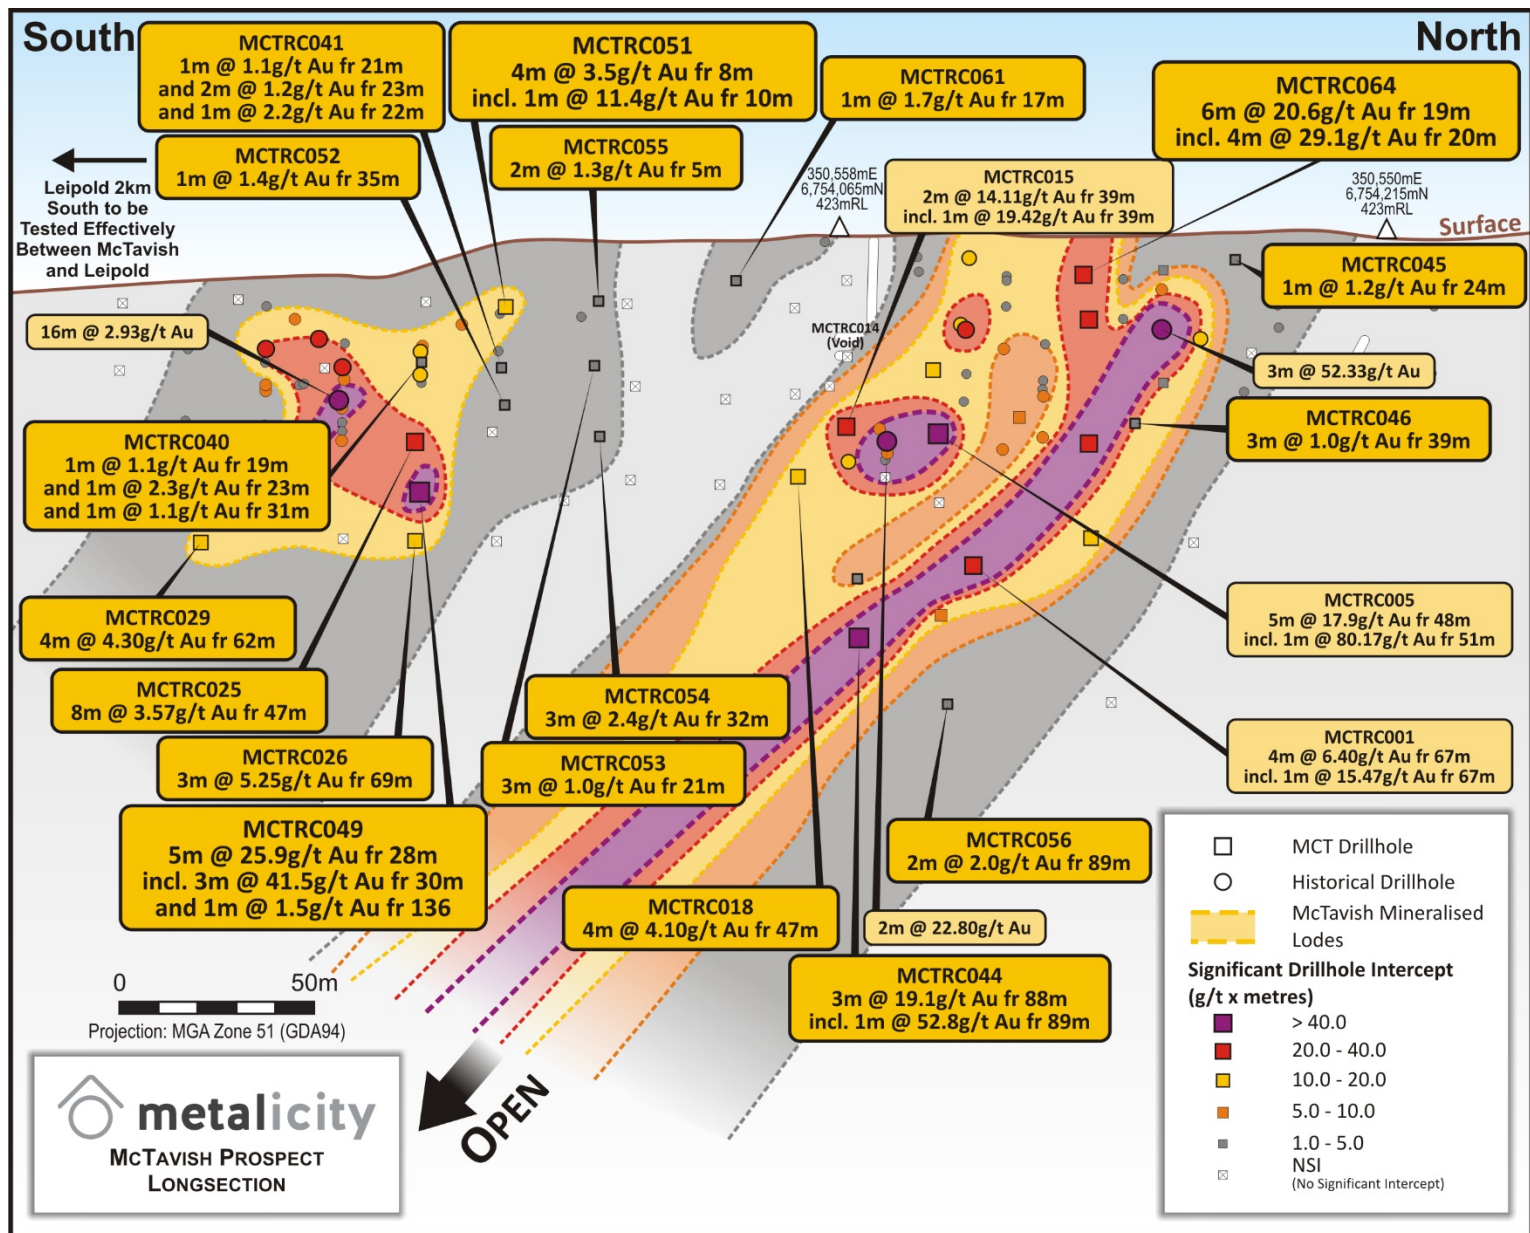 South
North
MCTRC041
1m @ 1.1g/t Au fr 21m
and 2m @ 1.2g/t Au fr 23m
and 1m @ 2.2g/t Au fr 22m
MCTRC051
4m @ 3.5g/t Au fr 8m
incl. 1m @ 11.4g/t Au fr 10m
MCTRC061
1m @ 1.7g/t Au fr 17m
MCTRC064
6m @ 20.6g/t Au fr 19m
incl. 4m @ 29.1g/t Au fr 20m
MCTRC052
1m @ 1.4g/t Au fr 35m
MCTRC055
2m @ 1.3g/t Au fr 5m
Leipold 2km
South to be
Tested Effectively
Between McTavish
and Leipold
350,558mE
6,754,065mN
423mRL
MCTRC015
2m @ 14.11g/t Au fr 39m
incl. 1m @ 19.42g/t Au fr 39m
350,550mE
6,754,215mN
423mRL
Surface
MCTRC045
1m @ 1.2g/t Au fr 24m
16m @ 2.93g/t Au
MCTRC014
(Void)
3m @ 52.33g/t Au
MCTRC046
3m @ 1.0g/t Au fr 39m
MCTRC040
1m @ 1.1g/t Au fr 19m
and 1m @ 2.3g/t Au fr 23m
and 1m @ 1.1g/t Au fr 31m
MCTRC029
4m @ 4.30g/t Au fr 62m
MCTRC005
5m @ 17.9g/t Au fr 48m
incl. 1m @ 80.17g/t Au fr 51m
MCTRC025
8m @ 3.57g/t Au fr 47m
MCTRC054
3m @ 2.4g/t Au fr 32m
MCTRC026
3m @ 5.25g/t Au fr 69m
MCTRC053
3m @ 1.0g/t Au fr 21m
MCTRC001
4m @ 6.40g/t Au fr 67m
incl. 1m @ 15.47g/t Au fr 67m
MCTRC049
5m @ 25.9g/t Au fr 28m
incl. 3m @ 41.5g/t Au fr 30m
and 1m @ 1.5g/t Au fr 136
MCTRC056
2m @ 2.0g/t Au fr 89m
MCTRC018
4m @ 4.10g/t Au fr 47m
2m @ 22.80g/t Au
MCTRC044
3m @ 19.1g/t Au fr 88m
incl. 1m @ 52.8g/t Au fr 89m
0 50m
Projection: MGA Zone 51 (GDA94)
OPEN
metalicity
MCTAVISH PROSPECT
LONGSECTION
MCT Drillhole
Historical Drillhole
McTavish Mineralised
Lodes
Significant Drillhole Intercept
(g/t x metres)
> 40.0
20.0 - 40.0
10.0 - 20.0
5.0 - 10.0
1.0 - 5.0
NSI
(No Significant Intercept)